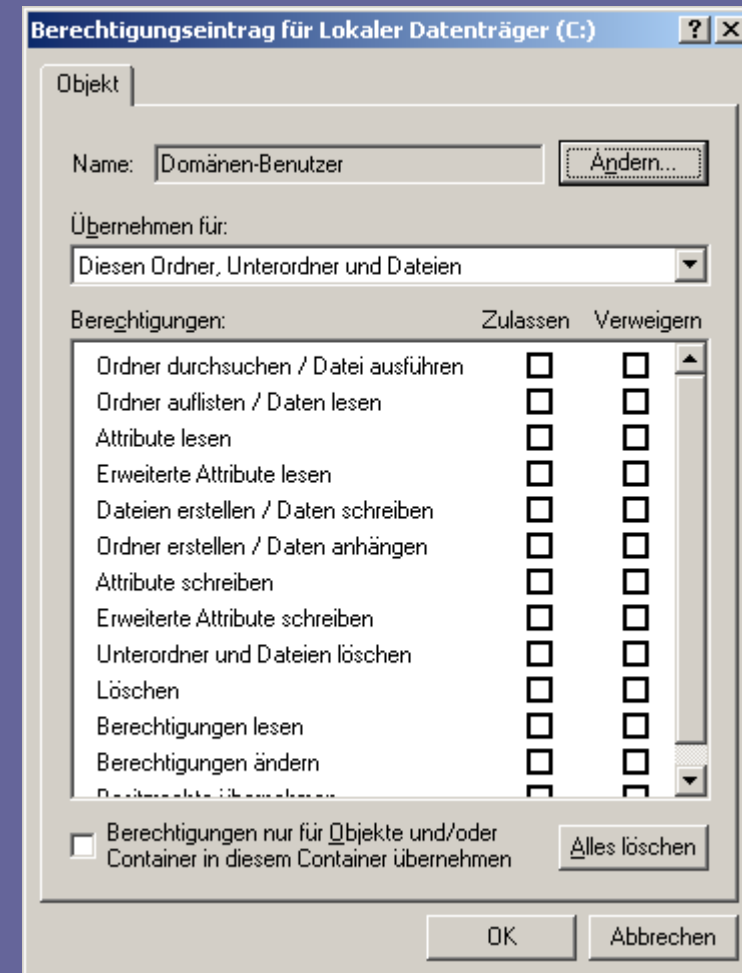 Berechtigungseintrag für Lokaler Datenträger (C:)
Objekt
Name: Domänen-Benutzer Ändern...
Übernehmen für:
Diesen Ordner, Unterordner und Dateien
Berechtigungen: Zulassen Verweigern
Ordner durchsuchen / Datei ausführen
Ordner auflisten / Daten lesen
Attribute lesen
Erweiterte Attribute lesen
Dateien erstellen / Daten schreiben
Ordner erstellen / Daten anhängen
Attribute schreiben
Erweiterte Attribute schreiben
Unterordner und Dateien löschen
Löschen
Berechtigungen lesen
Berechtigungen ändern
Berechtigungen nur für Objekte und/oder
Container in diesem Container übernehmen
Alles löschen
OK Abbrechen